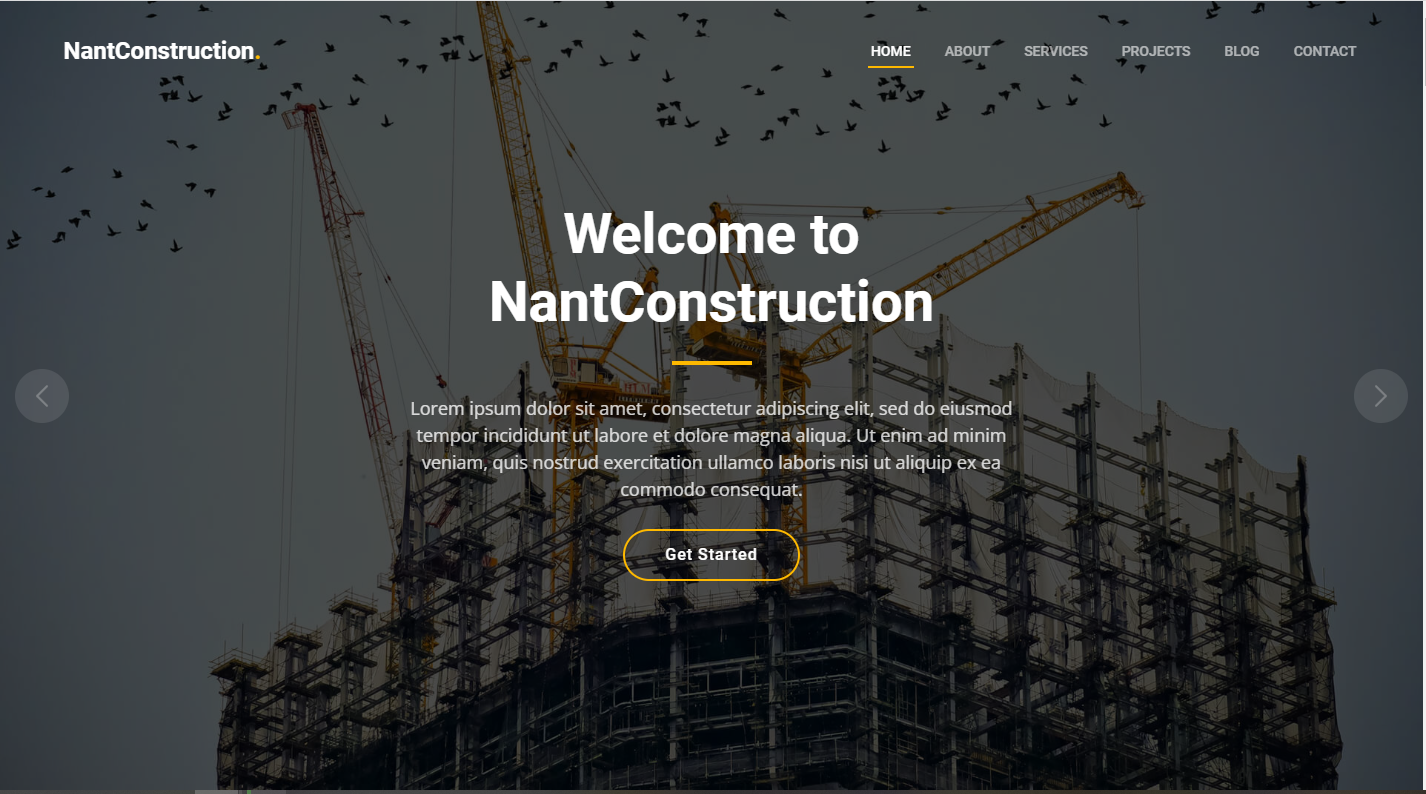 NantConstruction.
HOME ABOUT SERVICES PROJECTS BLOG CONTACT
Welcome to
NantConstruction
Lorem ipsum dolor sit amet, consectetur adipiscing elit, sed do eiusmod
tempor incididunt ut labore et dolore magna aliqua. Ut enim ad minim
veniam, quis nostrud exercitation ullamco laboris nisi ut aliquip ex ea
commodo consequat.
Get Started